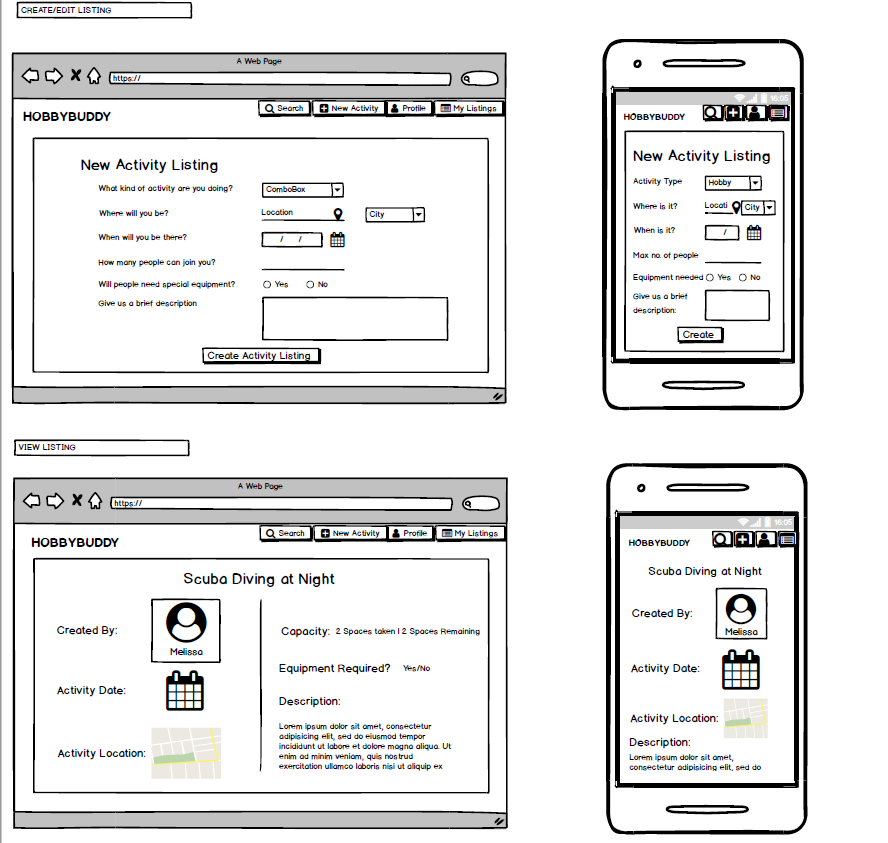 CREATE/EDIT LISTING
A Web Page
https://
HOBBYBUDDY
Search New Activity Profile My Listings
New Activity Listing
What kind of activity are you doing? ComboBox
Where will you be? Location City
When will you be there? / /
How many people can join you?
Will people need special equipment? Yes No
Give us a brief description
Create Activity Listing
16:05
HOBBYBUDDY
New Activity Listing
Activity Type Hobby
Where is it? Locati City
When is it? /
Max no. of people
Equipment needed Yes No
Give us a brief
description:
Create
VIEW LISTING
A Web Page
https://
HOBBYBUDDY
Search New Activity Profile My Listings
Scuba Diving at Night
Created By:
Melissa
Activity Date:
Activity Location:
Capacity: 2 Spaces taken | 2 Spaces Remaining
Equipment Required? Yes/No
Description:
Lorem ipsum dolor sit amet, consectetur
adipisicing elit, sed do eiusmod tempor
incididunt ut labore et dolore magna aliqua. Ut
enim ad minim veniam, quis nostrud
exercitation ullamco laboris nisi ut aliquip ex
16:05
HOBBYBUDDY
Scuba Diving at Night
Created By:
Melissa
Activity Date:
Activity Location:
Description:
Lorem ipsum dolor sit amet,
consectetur adipisicing elit, sed do